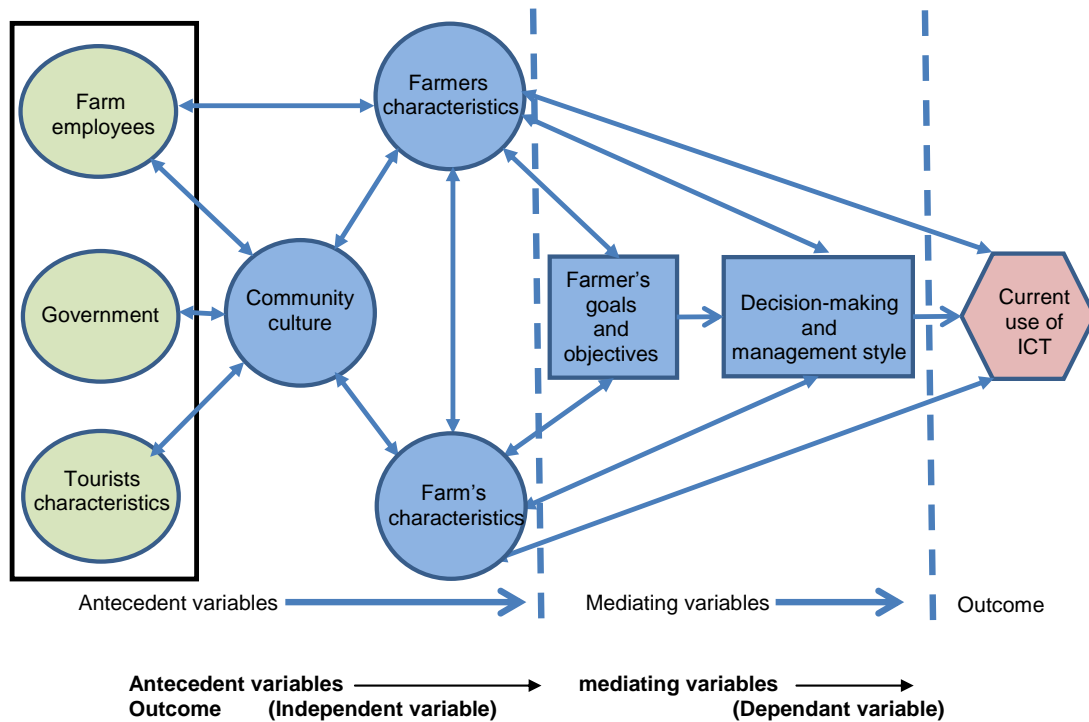 Farm
employees
Farmers
characteristics
Government
Community
culture
Farmer's
goals
and
objectives
Decision-making
and
management style
Current
use of
ICT
Tourists
characteristics
Farm's
characteristics
Antecedent variables
Mediating variables
Outcome
Antecedent variables mediating variables
Outcome (Independent variable) (Dependant variable)